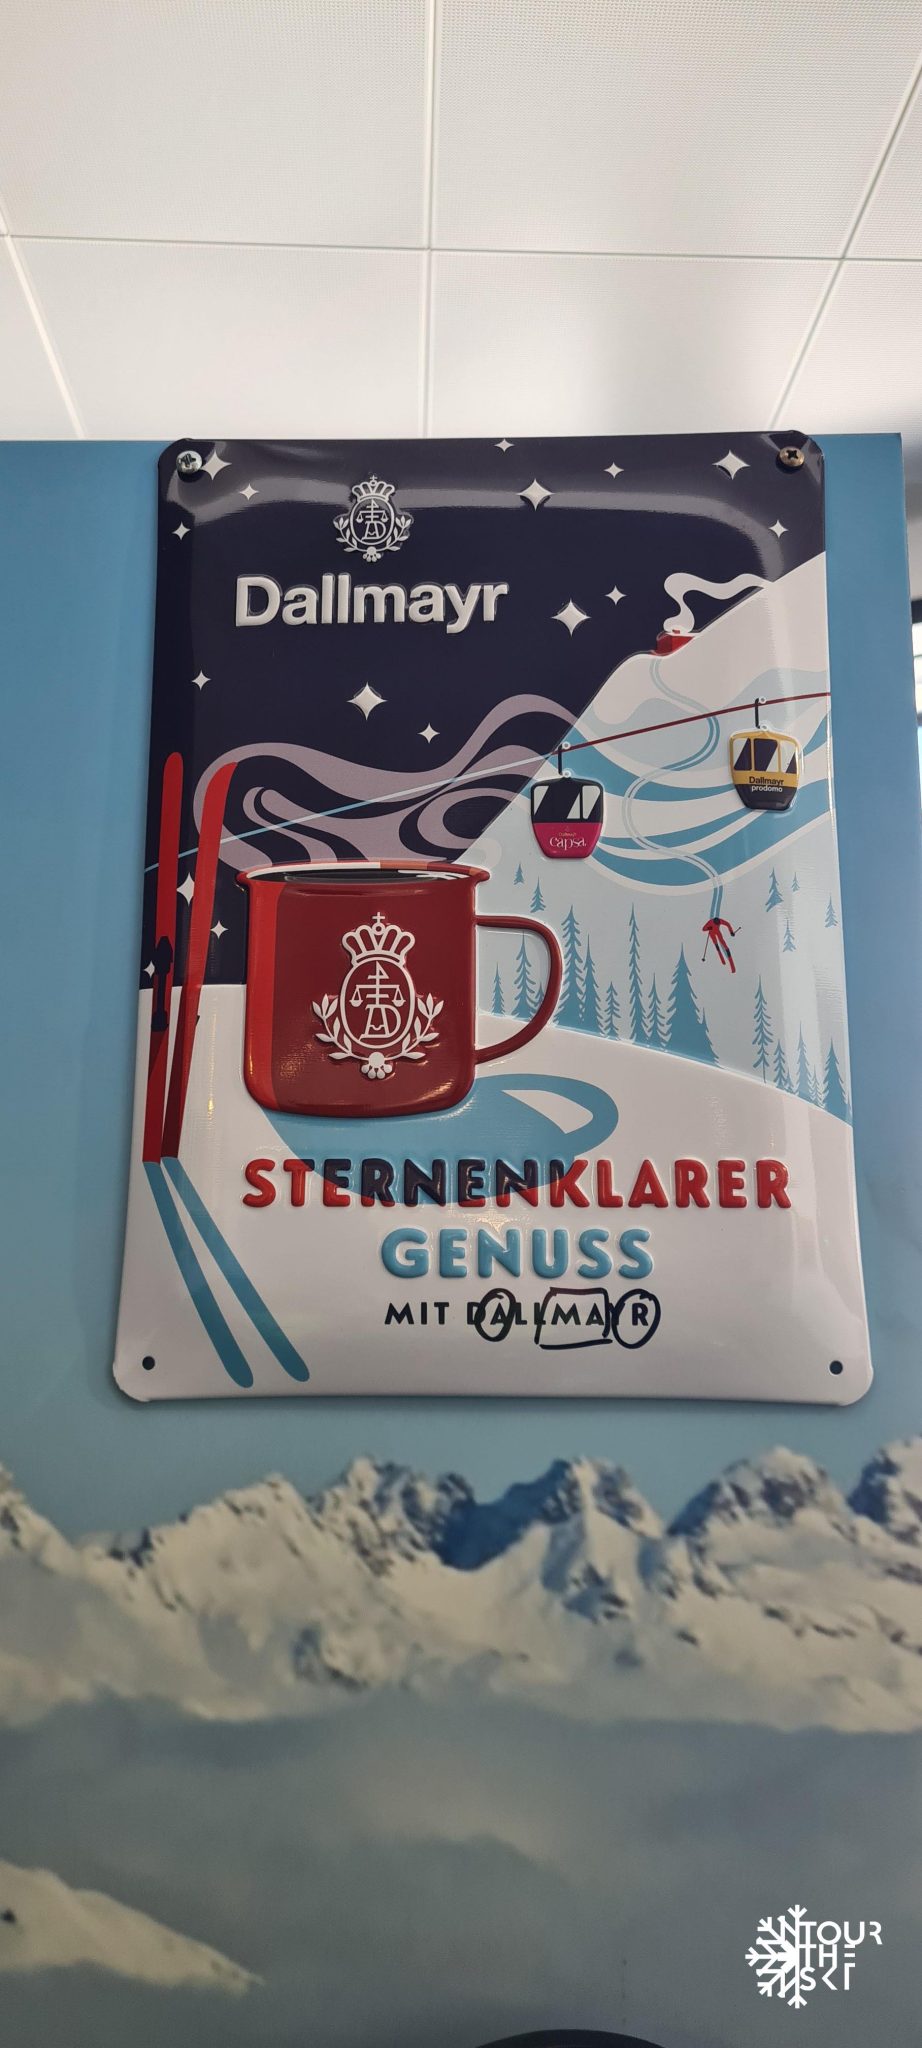 Dallmayr
Dallmayr
prodomo
Dallmayr
capsa
STERNENKLARER
GENUSS
MIT DALLMAYR
TOUR
THE
SKI